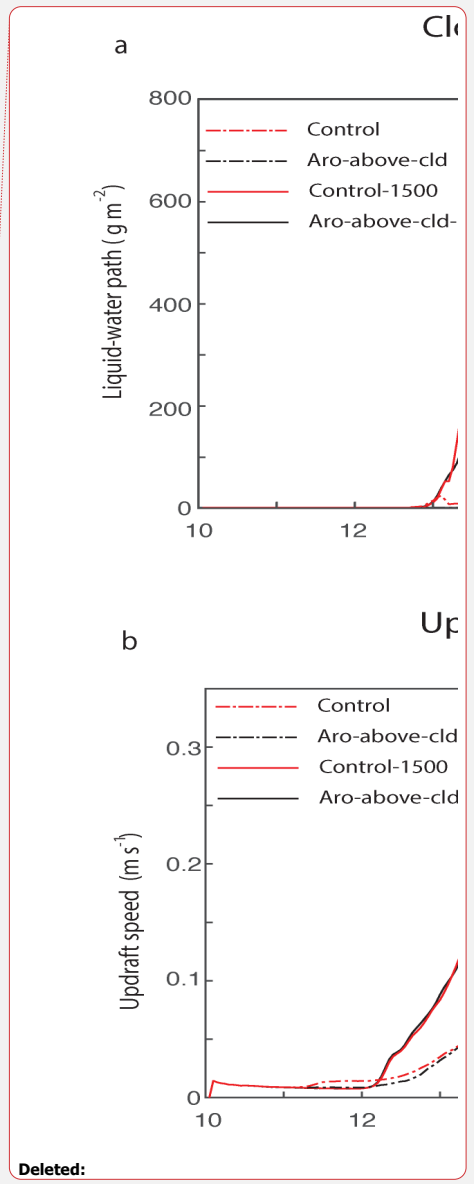 Cl
a
800
600
400
200
0
10
12
Liquid-water path ( g m-2)
Control
Aro-above-cld
Control-1500
Aro-above-cld-
Up
b
0.3
0.2
0.1
0
10
12
Updraft speed (m s-1)
Control
Aro-above-cld
Control-1500
Aro-above-cld
Deleted: